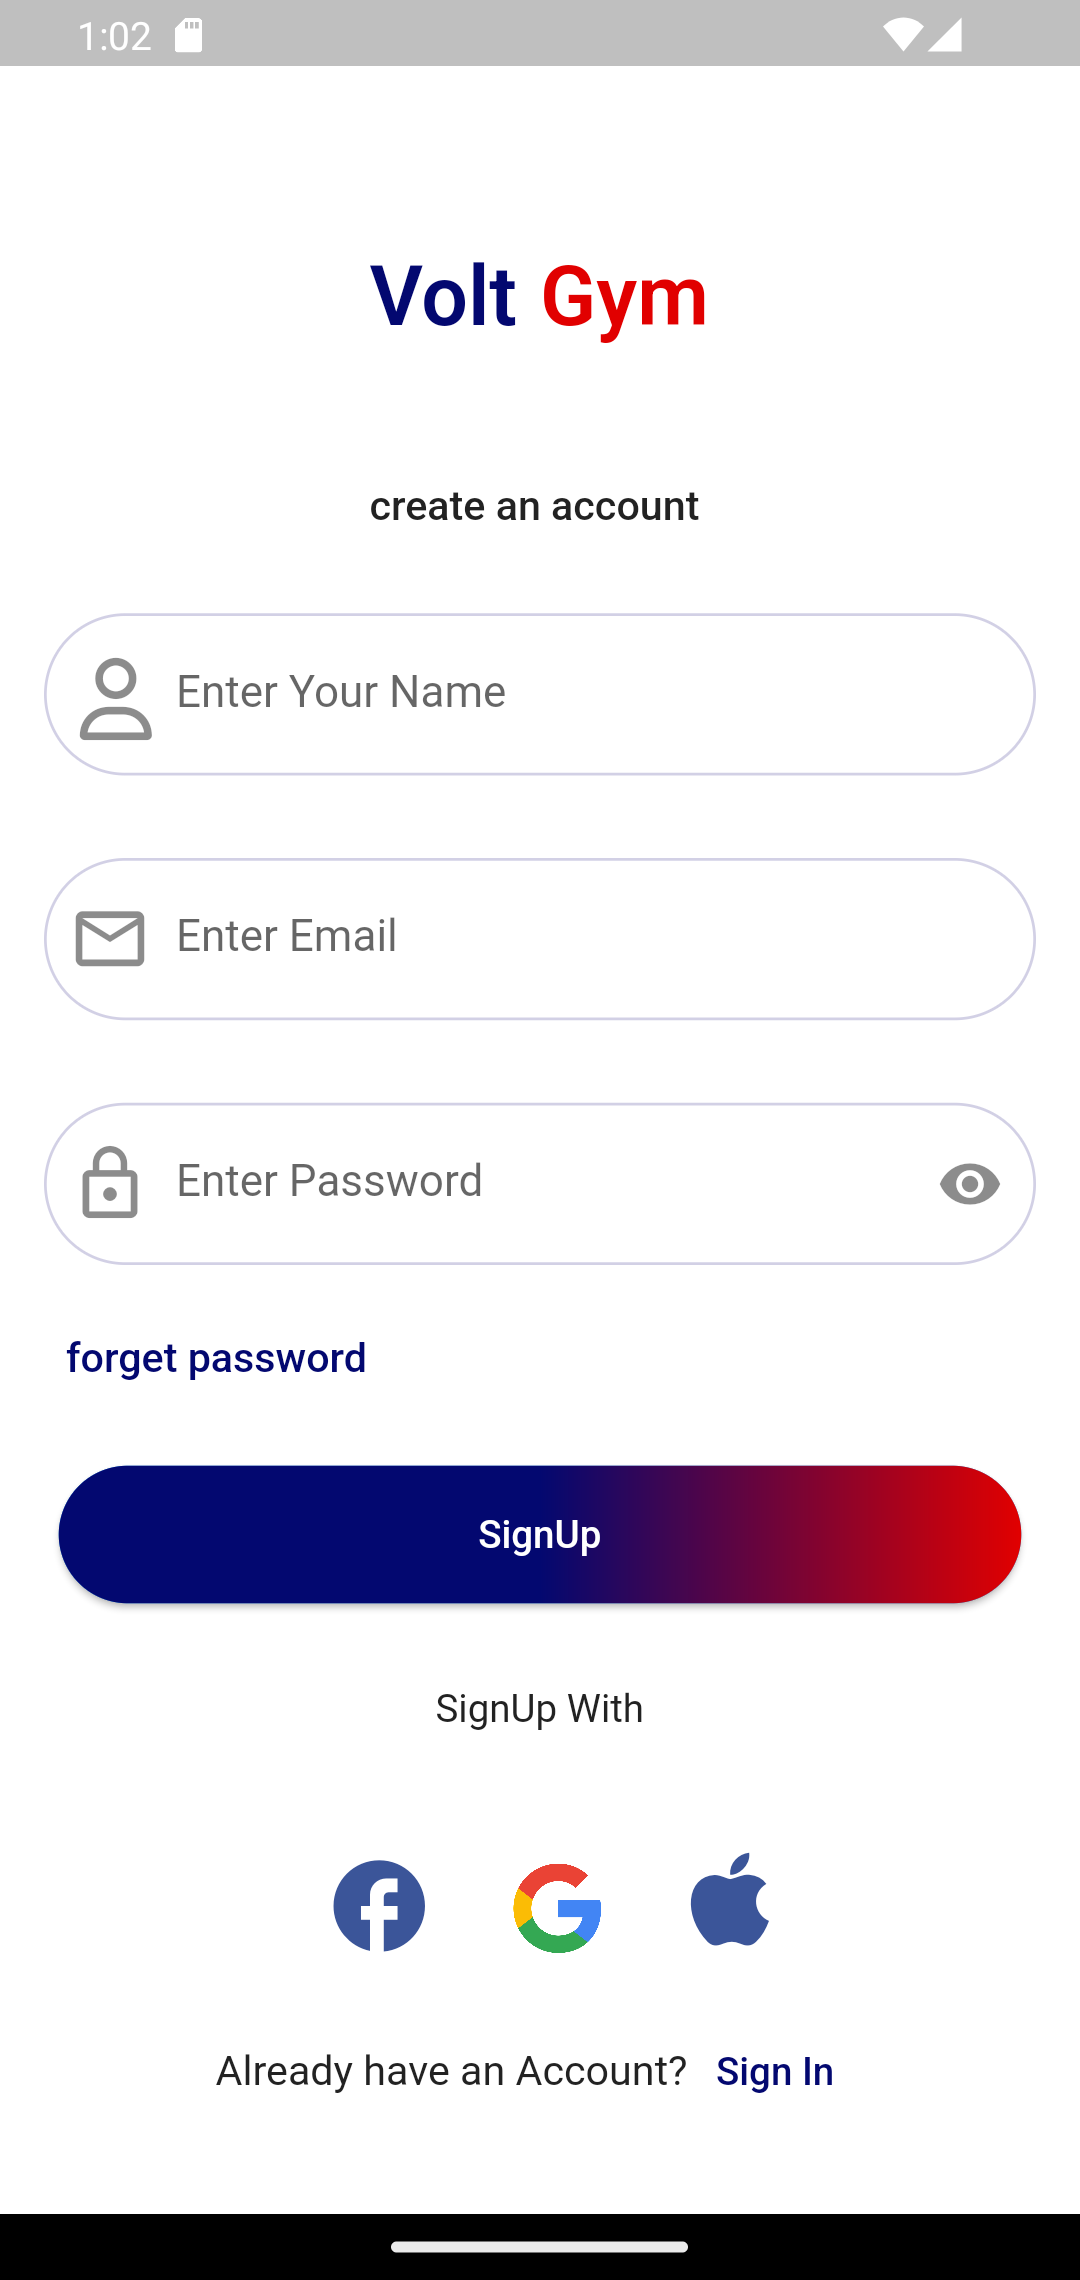 1:02
Volt Gym
create an account
Enter Your Name
Enter Email
Enter Password
forget password
SignUp
SignUp With
Already have an Account? Sign In